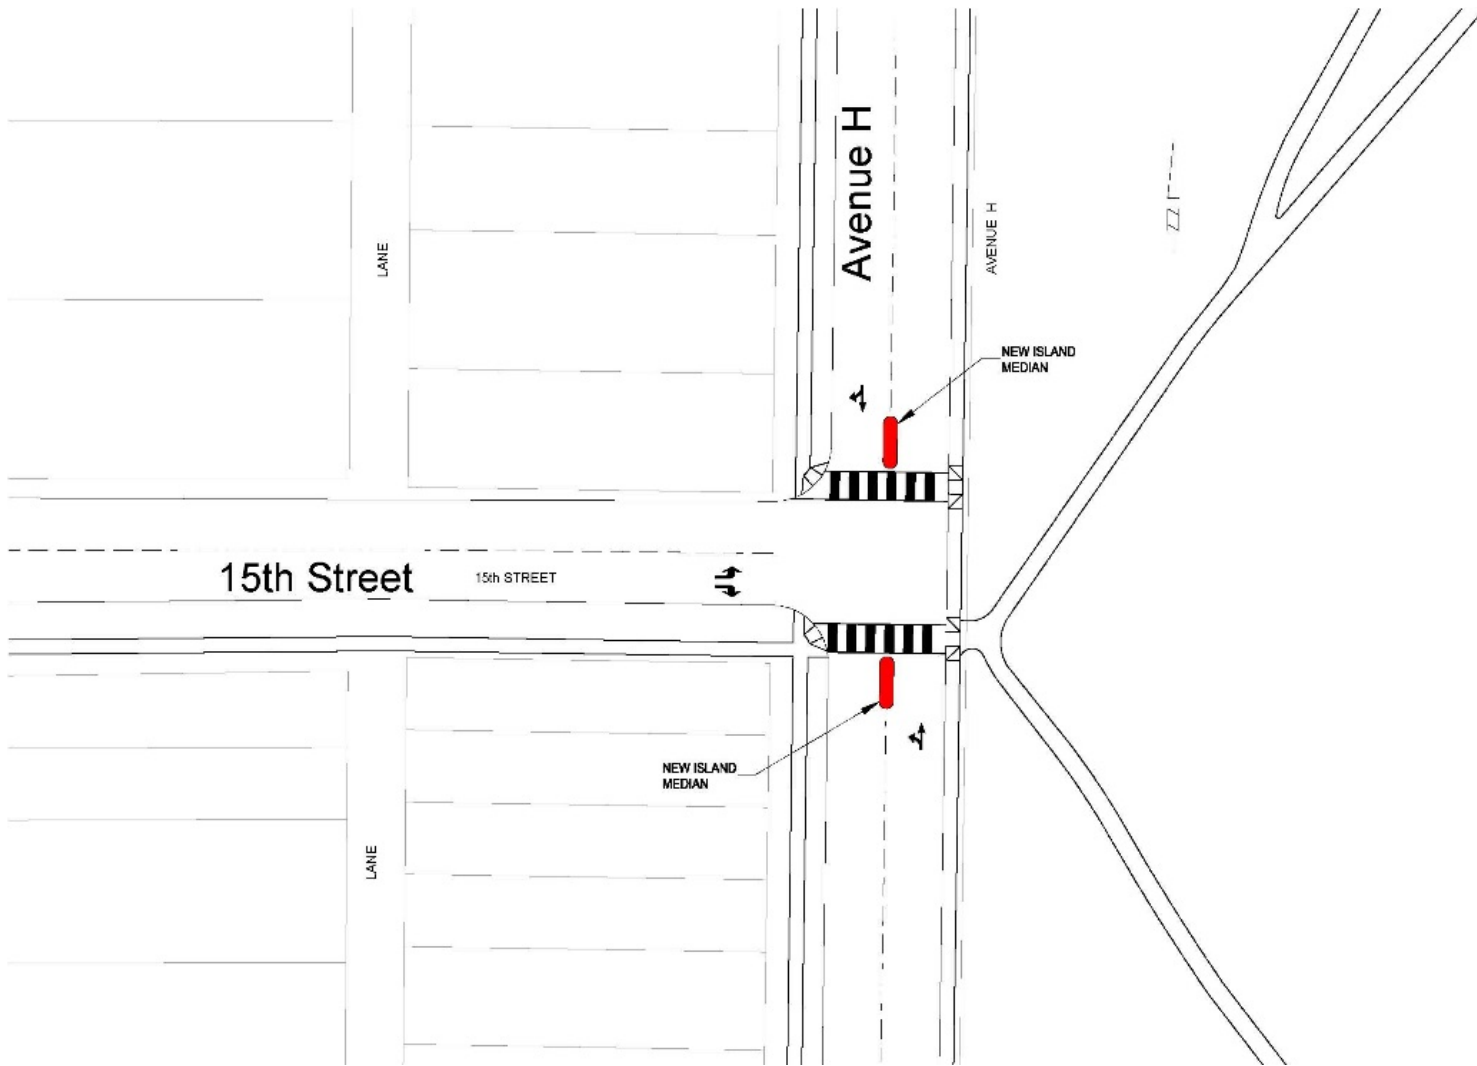 Avenue H
AVENUE H
LANE
NEW ISLAND
MEDIAN
15th Street
15th STREET
NEW ISLAND
MEDIAN
LANE